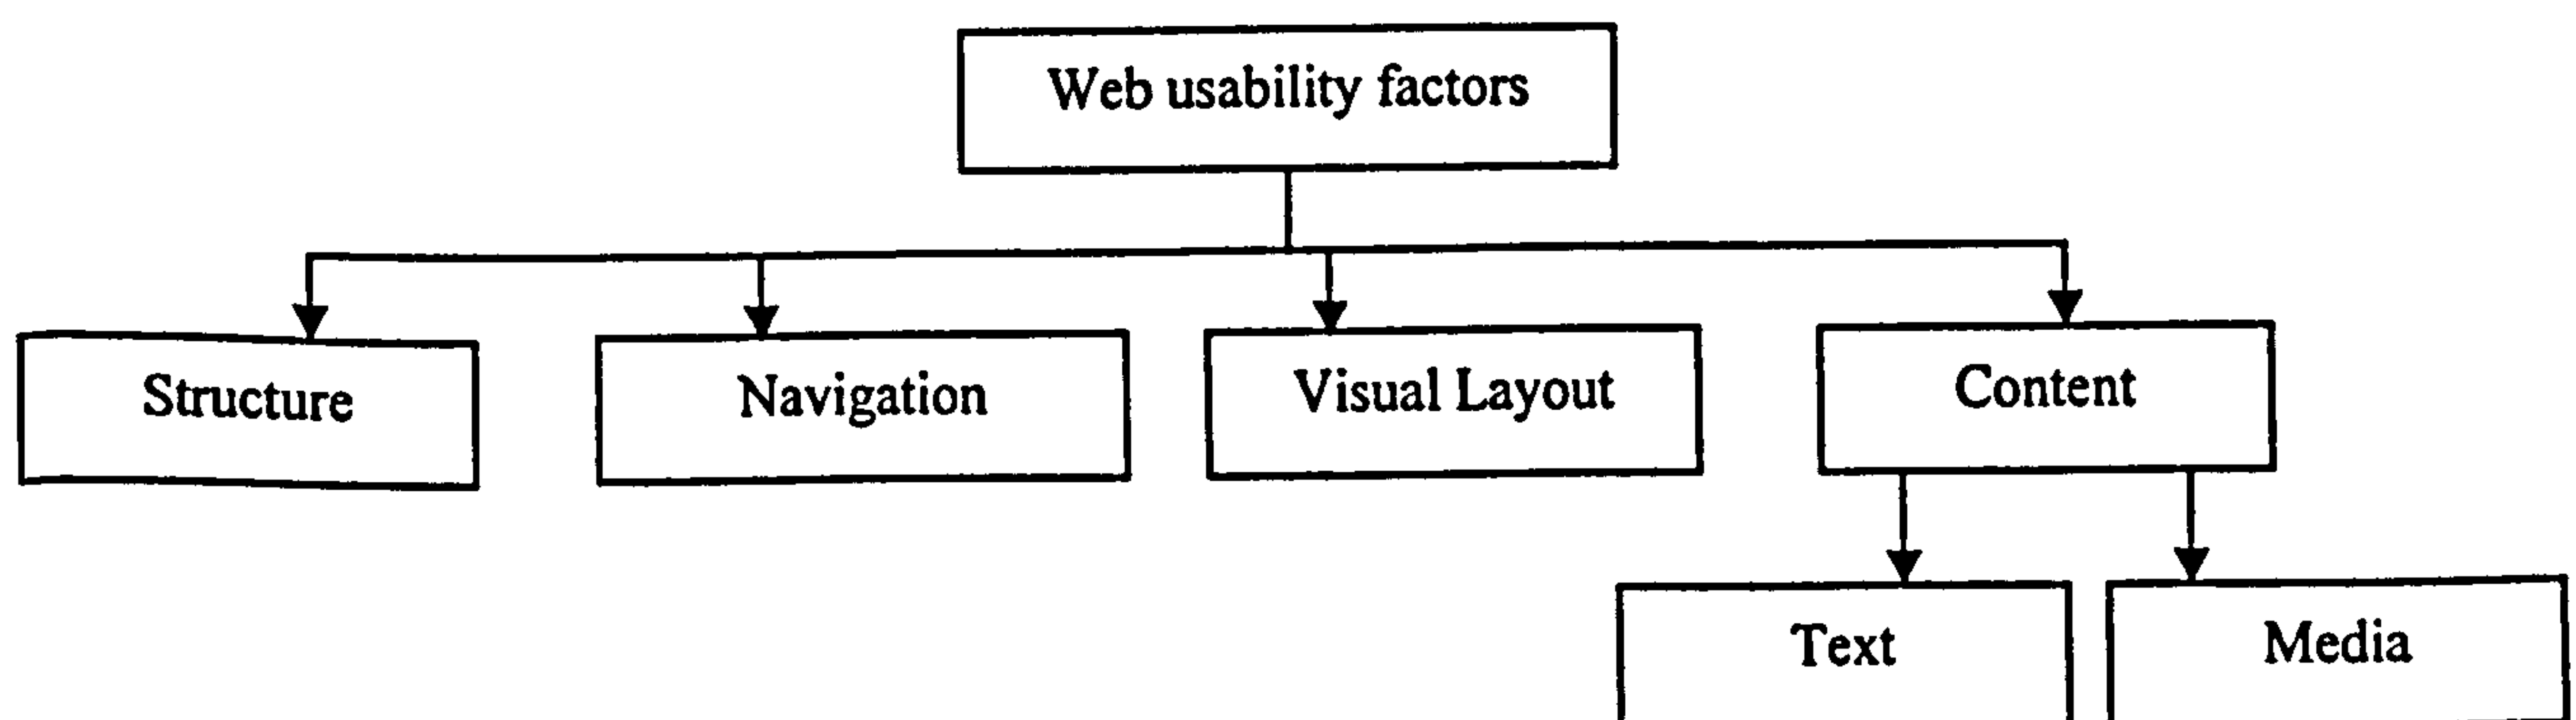 Web usability factors
Structure
Navigation
Visual Layout
Content
Text
Media